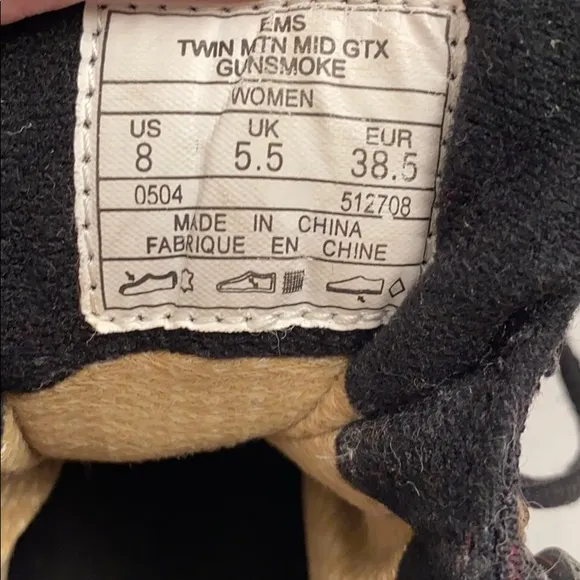 EMS
TWIN MTN MID GTX
GUNSMOKE
WOMEN
US UK EUR
8 5.5 38.5
0504 512708
MADE IN CHINA
FABRIQUE EN CHINE